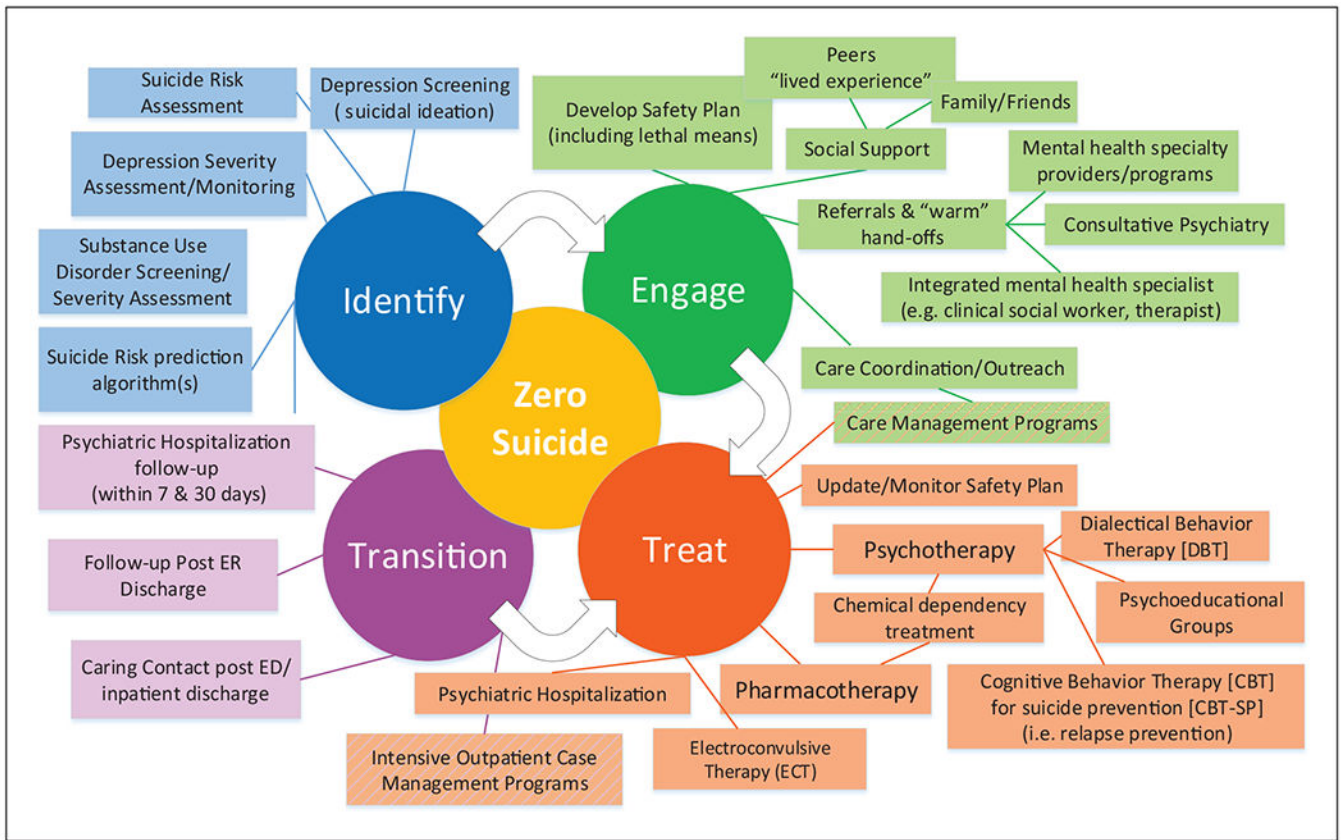 Suicide Risk
Assessment
Depression Screening
( suicidal ideation)
Depression Severity
Assessment/Monitoring
Substance Use
Disorder Screening/
Severity Assessment
Suicide Risk prediction
algorithm(s)
Identify
Develop Safety Plan
(including lethal means)
Peers
“lived experience”
Family/Friends
Social Support
Mental health specialty
providers/programs
Referrals & “warm”
hand-offs
Consultative Psychiatry
Integrated mental health specialist
(e.g. clinical social worker, therapist)
Engage
Care Coordination/Outreach
Care Management Programs
Zero
Suicide
Psychiatric Hospitalization
follow-up
(within 7 & 30 days)
Follow-up Post ER
Discharge
Caring Contact post ED/
inpatient discharge
Transition
Treat
Update/Monitor Safety Plan
Psychotherapy
Dialectical Behavior
Therapy [DBT]
Psychoeducational
Groups
Chemical dependency
treatment
Cognitive Behavior Therapy [CBT]
for suicide prevention [CBT-SP]
(i.e. relapse prevention)
Pharmacotherapy
Psychiatric Hospitalization
Electroconvulsive
Therapy (ECT)
Intensive Outpatient Case
Management Programs